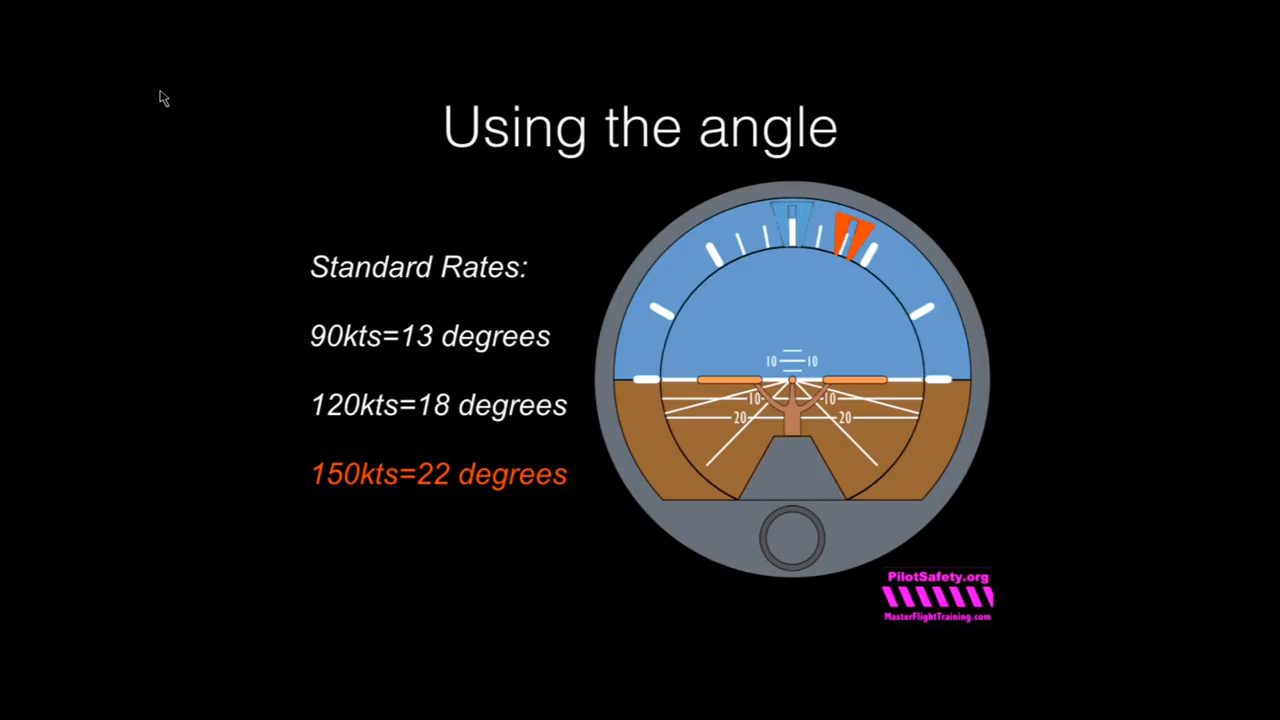 Using the angle
Standard Rates:
90kts=13 degrees
120kts=18 degrees
150kts=22 degrees
10 10
10 10
20 20
PilotSafety.org
MasterFlightTraining.com